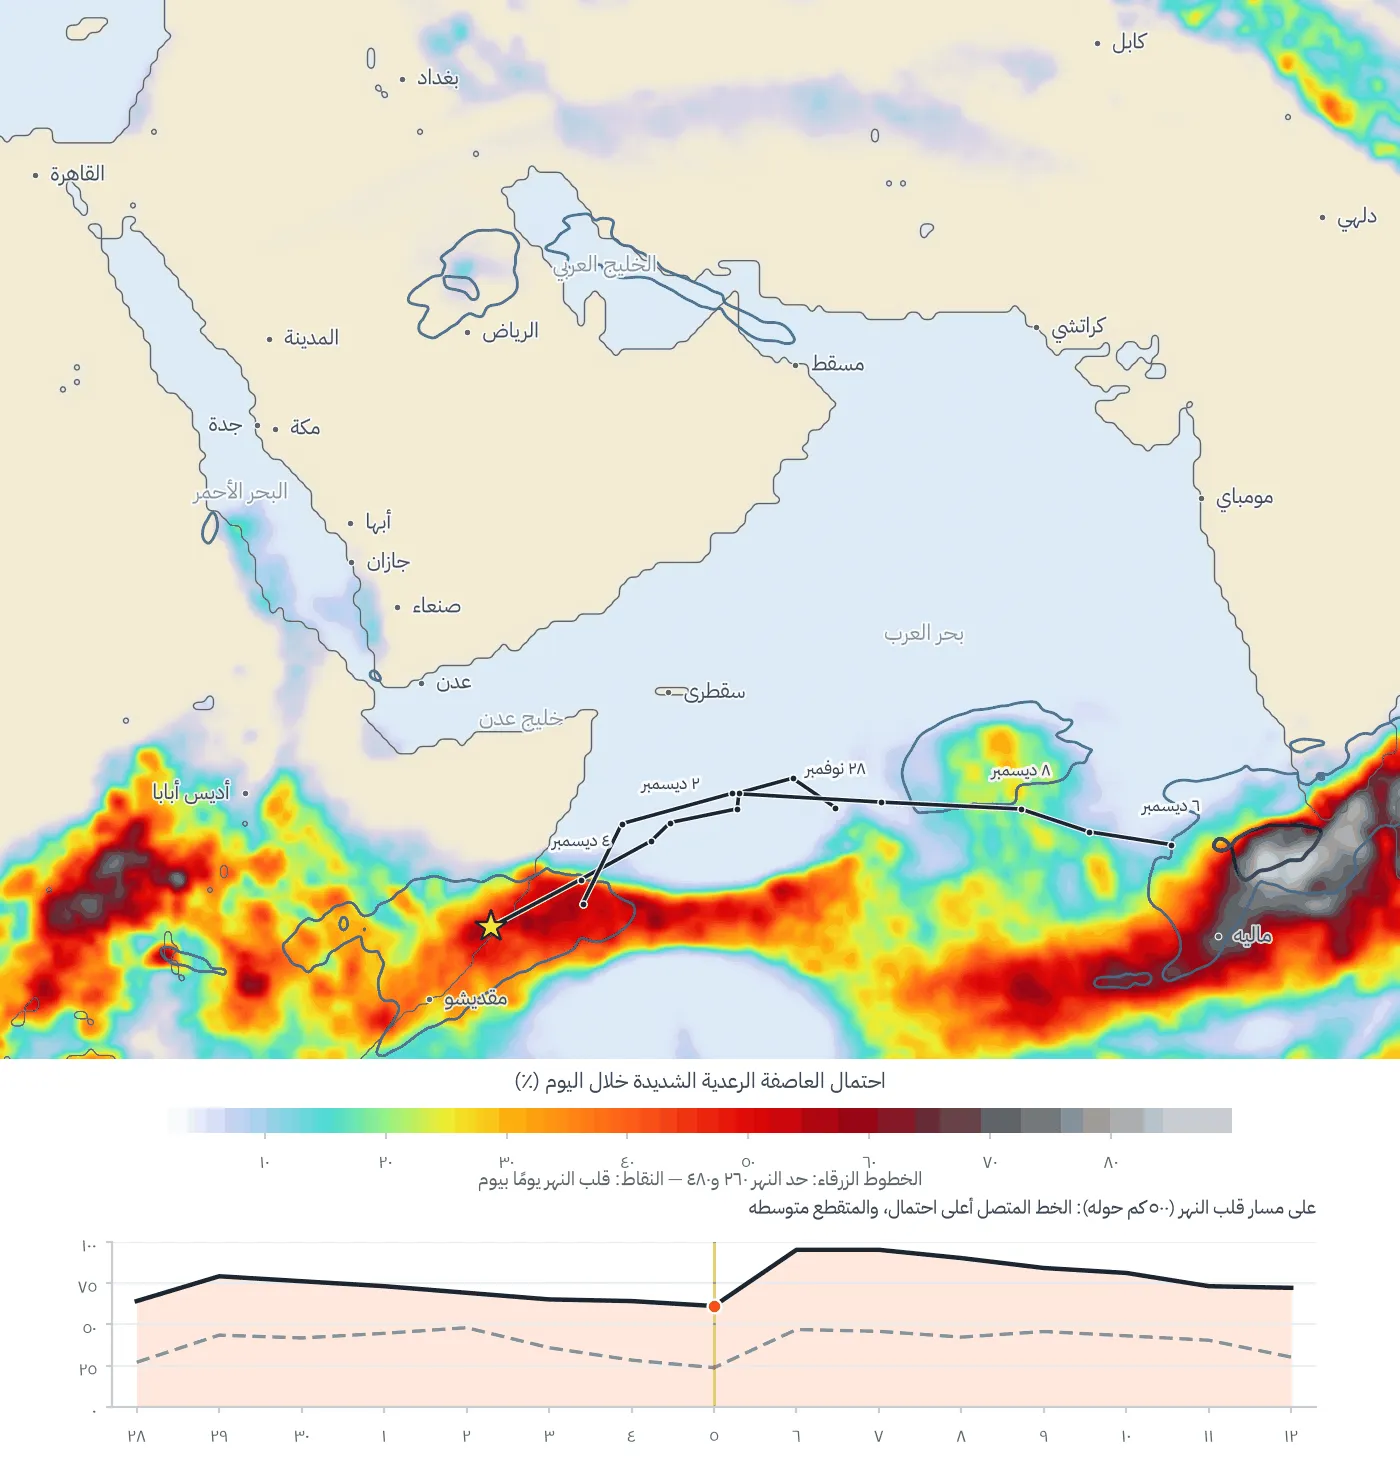 كابل
بغداد
القاهرة
دلهي
الخليج العربي
الرياض
المدينة
كراتشي
مسقط
جدة
مكة
البحر الأحمر
مومباي
أبها
جازان
صنعاء
بحر العرب
عدن
سقطرى
خليج عدن
٢٨ نوفمبر
٨ ديسمبر
٢ ديسمبر
أديس أبابا
٦ ديسمبر
٤ ديسمبر
ماليه
مقديشو
احتمال العاصفة الرعدية الشديدة خلال اليوم (٪)
١٠ ٢٠ ٣٠ ٤٠ ٥٠ ٦٠ ٧٠ ٨٠
الخطوط الزرقاء: حد النهر ٢٦٠ و٤٨٠ — النقاط: قلب النهر يومًا بيوم
على مسار قلب النهر (٥٠٠ كم حوله): الخط المتصل أعلى احتمال، والمتقطع متوسطه
١٠٠
٧٥
٥٠
٢٥
٠
٢٨ ٢٩ ٣٠ ١ ٢ ٣ ٤ ٥ ٦ ٧ ٨ ٩ ١٠ ١١ ١٢